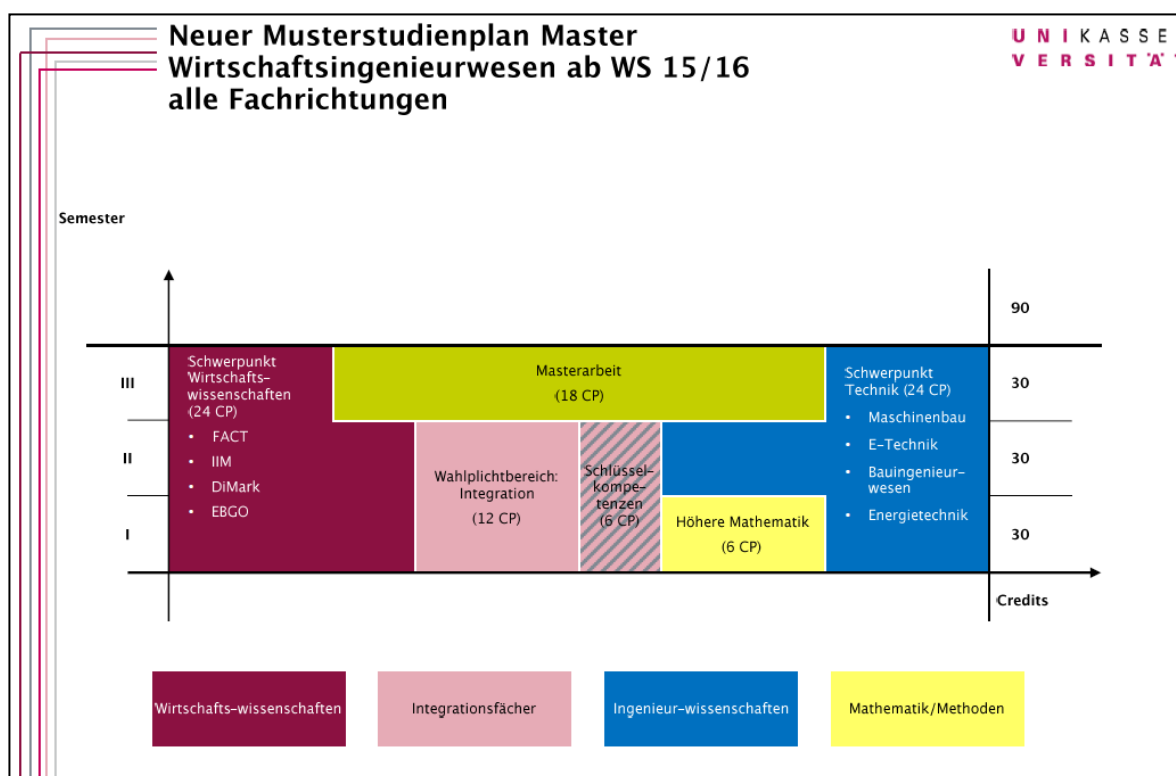 Neuer Musterstudienplan Master
Wirtschaftsingenieurwesen ab WS 15/16
alle Fachrichtungen
U N I K A S S E
V E R S I T Ä T
Semester
90
III
II
I
30
30
30
Credits
Schwerpunkt
Wirtschafts-
wissenschaften
(24 CP)
• FACT
• IIM
• DiMark
• EBGO
Masterarbeit
(18 CP)
Wahlplichtbereich:
Integration
(12 CP)
Schlüssel-
kompe-
tenzen
(6 CP)
Höhere Mathematik
(6 CP)
Schwerpunkt
Technik (24 CP)
• Maschinenbau
• E-Technik
• Bauingenieur-
wesen
• Energietechnik
Wirtschafts-wissenschaften
Integrationsfächer
Ingenieur-wissenschaften
Mathematik/Methoden